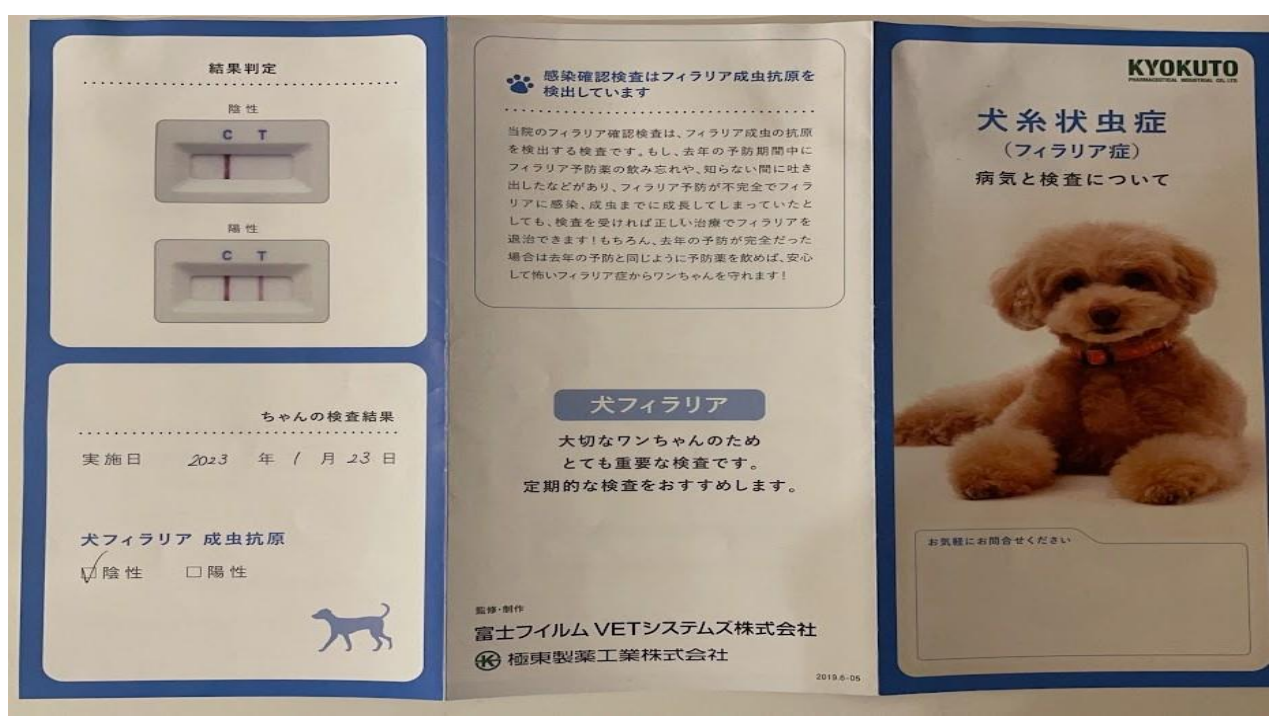 結果判定
陰性
C T
陽性
C T
ちゃんの検査結果
実施日 2023 年 1 月 23 日
犬フィラリア 成虫抗原
☑陰性 □陽性
感染確認検査はフィラリア成虫抗原を
検出しています
当院のフィラリア確認検査は、フィラリア成虫の抗原
を検出する検査です。もし、去年の予防期間中に
フィラリア予防薬の飲み忘れや、知らない間に吐き
出したなどがあり、フィラリア予防が不完全でフィラ
リアに感染、成虫までに成長してしまっていたと
しても、検査を受ければ正しい治療でフィラリアを
退治できます!もちろん、去年の予防が完全だった
場合は去年の予防と同じように予防薬を飲めば、安心
して怖いフィラリア症からワンちゃんを守れます!
犬フィラリア
大切なワンちゃんのため
とても重要な検査です。
定期的な検査をおすすめします。
監修・制作
富士フイルム VETシステムズ株式会社
K 極東製薬工業株式会社
2019.6-05
KYOKUTO
PHARMACEUTICAL INDUSTRIAL CO., LTD.
犬糸状虫症
(フィラリア症)
病気と検査について
お気軽にお問合せください